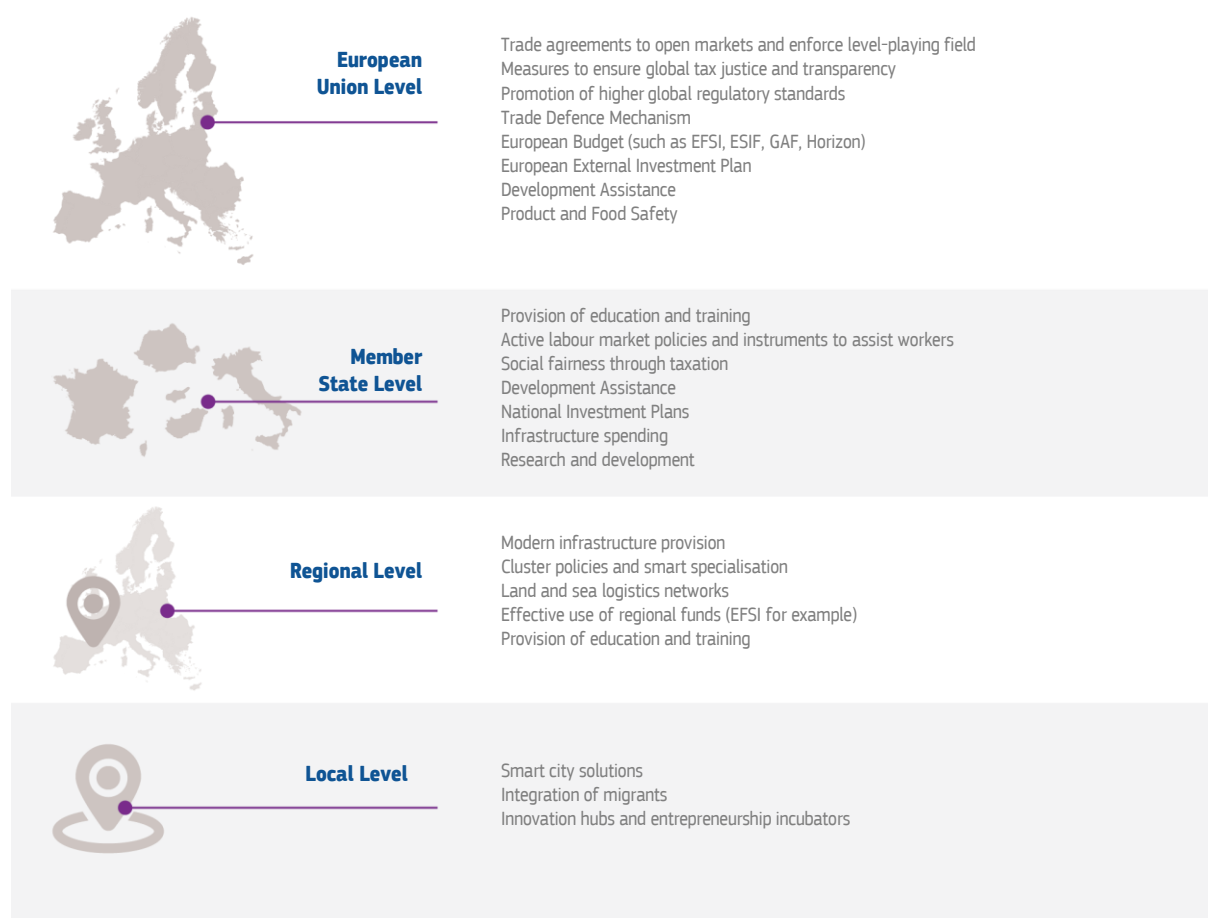 European
Union Level
Trade agreements to open markets and enforce level-playing field
Measures to ensure global tax justice and transparency
Promotion of higher global regulatory standards
Trade Defence Mechanism
European Budget (such as EFSI, ESIF, GAF, Horizon)
European External Investment Plan
Development Assistance
Product and Food Safety
Member
State Level
Provision of education and training
Active labour market policies and instruments to assist workers
Social fairness through taxation
Development Assistance
National Investment Plans
Infrastructure spending
Research and development
Regional Level
Modern infrastructure provision
Cluster policies and smart specialisation
Land and sea logistics networks
Effective use of regional funds (EFSI for example)
Provision of education and training
Local Level
Smart city solutions
Integration of migrants
Innovation hubs and entrepreneurship incubators